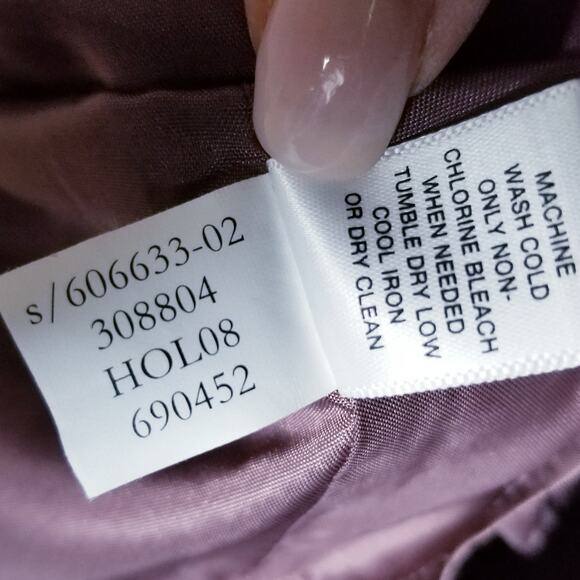 s/606633-02
308804
HOL08
690452
MACHINE
WASH COLD
ONLY NON-
CHLORINE BLEACH
WHEN NEEDED
TUMBLE DRY LOW
COOL IRON
OR DRY CLEAN